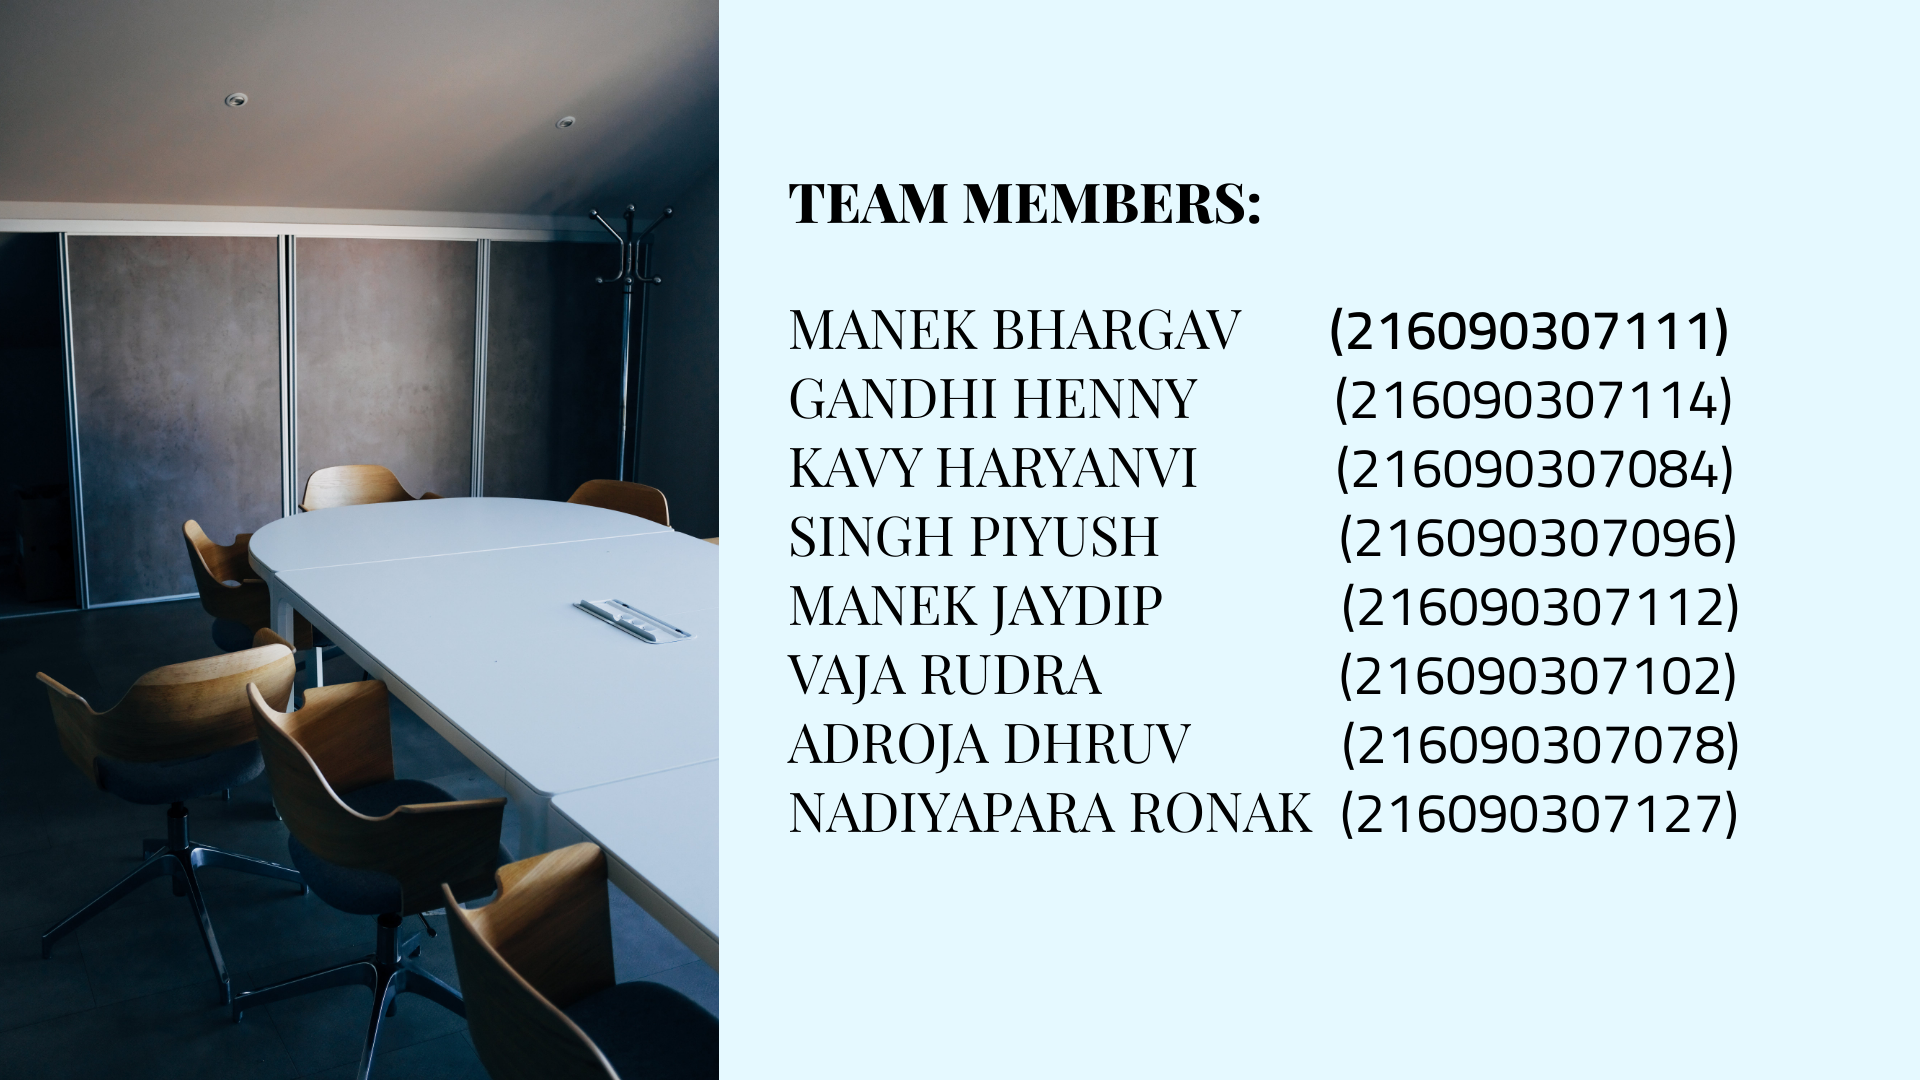 TEAM MEMBERS:
MANEK BHARGAV (216090307111)
GANDHI HENNY (216090307114)
KAVY HARYANVI (216090307084)
SINGH PIYUSH (216090307096)
MANEK JAYDIP (216090307112)
VAJA RUDRA (216090307102)
ADROJA DHRUV (216090307078)
NADIYAPARA RONAK (216090307127)